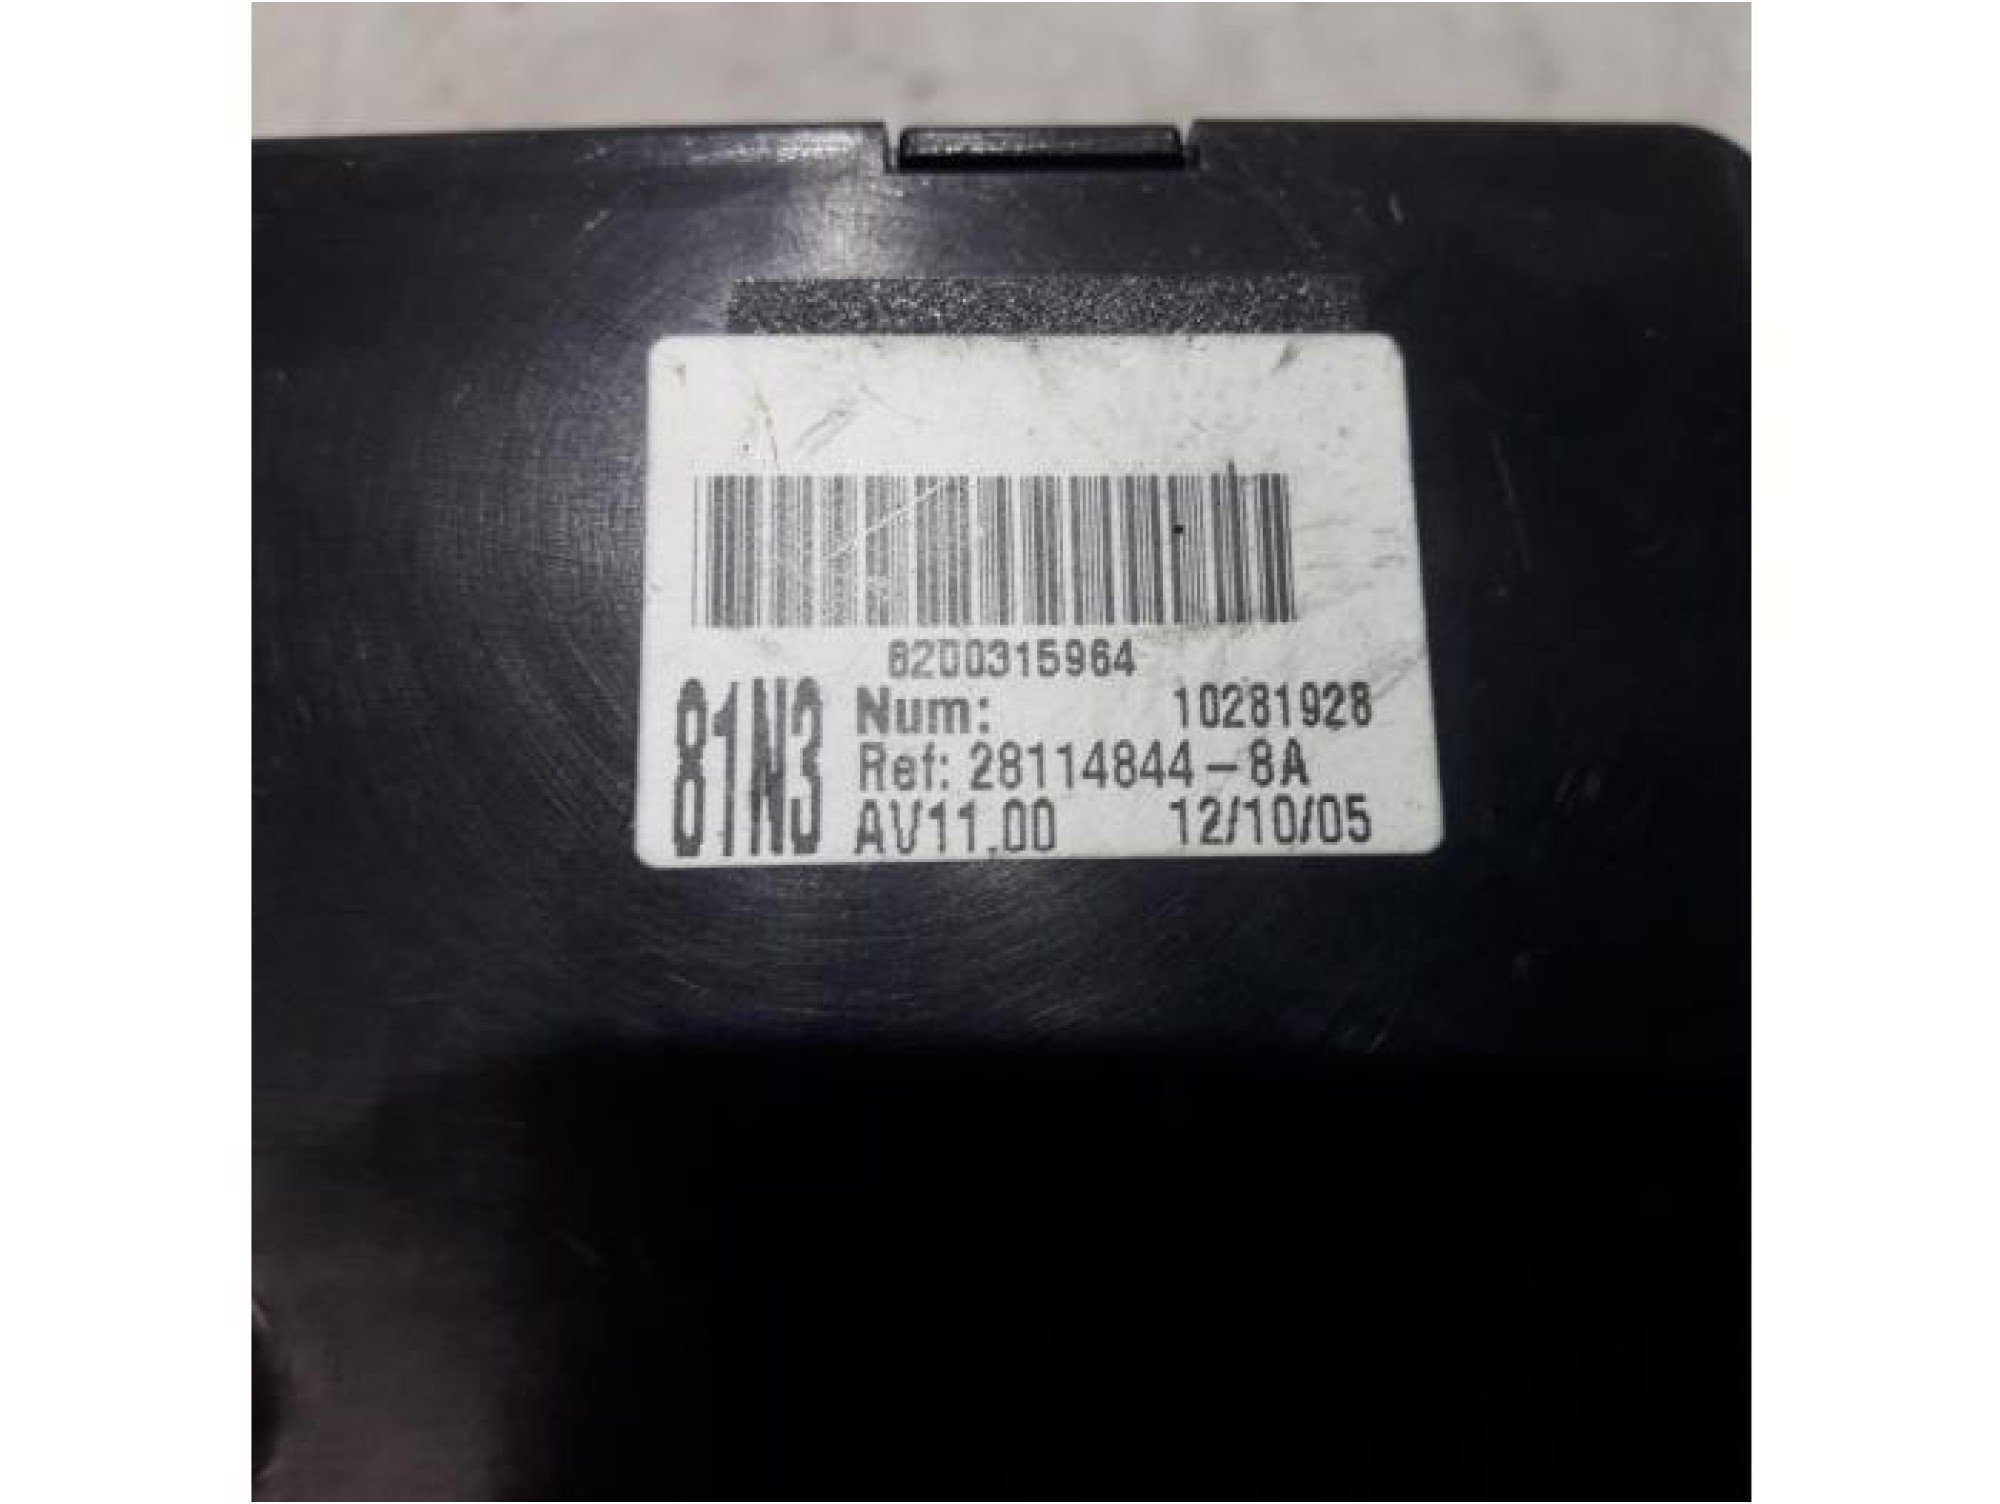 8200315964
81N3
Num: 10281928
Ref: 28114844-8A
AV11.00 12/10/05